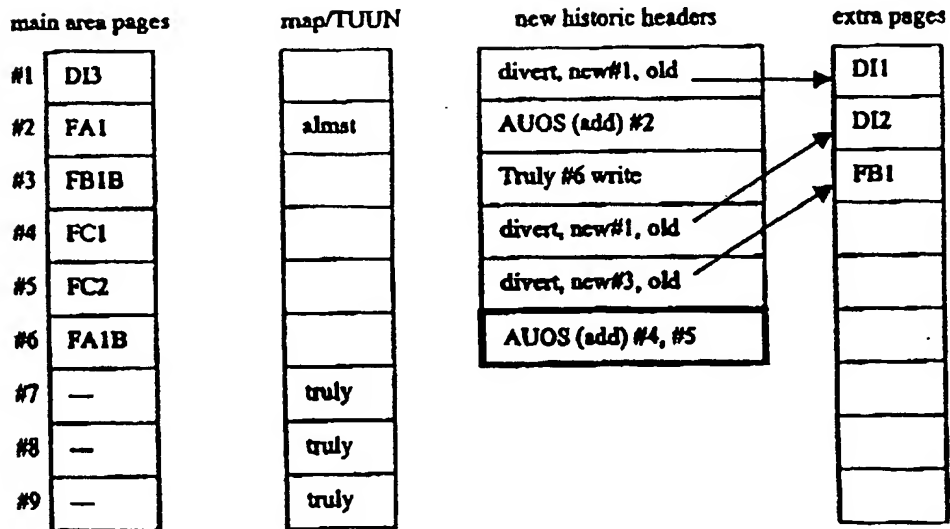 main area pages map/TUUN new historic headers extra pages
#1 DI3 divert, new#1, old DI1
#2 FA1 almst AUOS (add) #2 DI2
#3 FB1B Truly #6 write FB1
#4 FC1 divert, new#1, old
#5 FC2 divert, new#3, old
#6 FA1B AUOS (add) #4, #5
#7 — truly
#8 — truly
#9 — truly